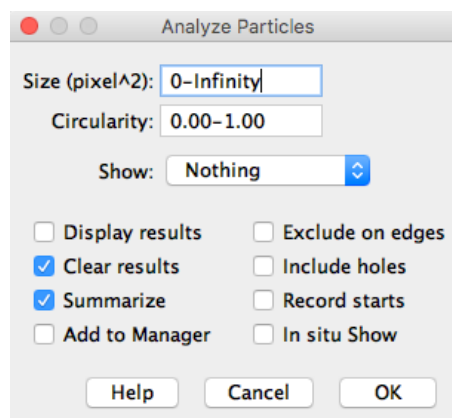 Analyze Particles
Size (pixel^2): 0-Infinity
Circularity: 0.00-1.00
Show: Nothing
Display results Exclude on edges
Clear results Include holes
Summarize Record starts
Add to Manager In situ Show
Help Cancel OK